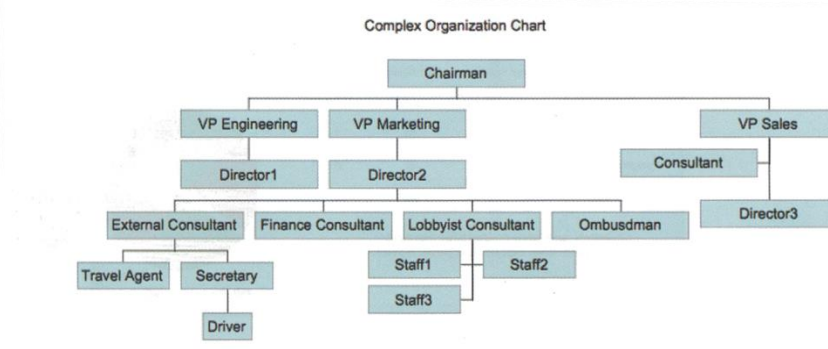 Complex Organization Chart
Chairman
VP Engineering
VP Marketing
VP Sales
Director1
Director2
Consultant
Director3
External Consultant
Finance Consultant
Lobbyist Consultant
Ombusdman
Travel Agent
Secretary
Staff1
Staff2
Staff3
Driver